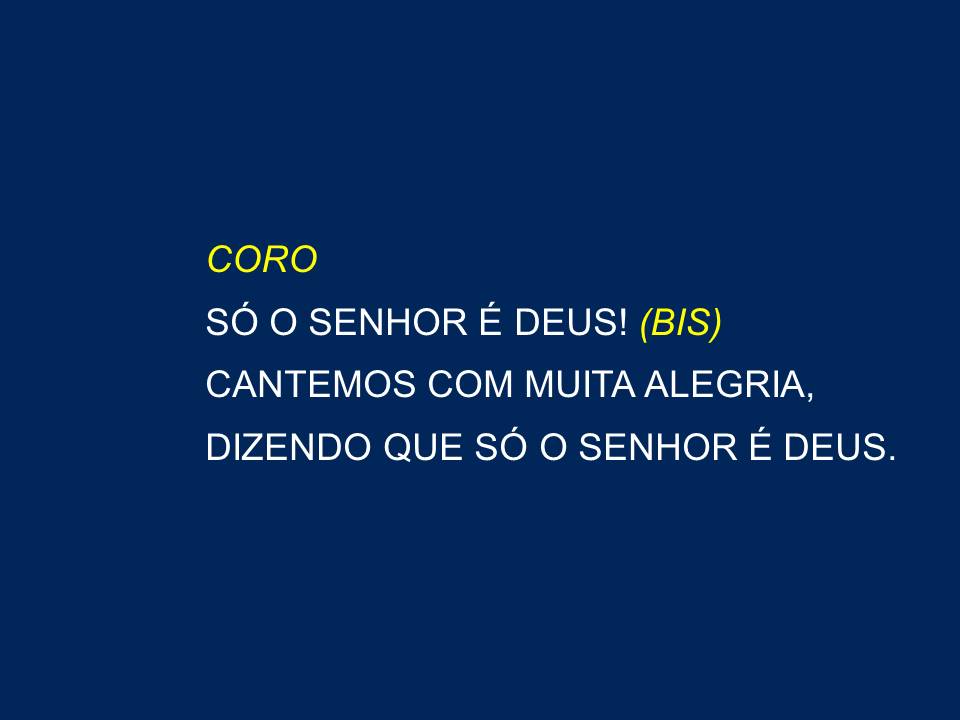 CORO
SÓ O SENHOR É DEUS! (BIS)
CANTEMOS COM MUITA ALEGRIA,
DIZENDO QUE SÓ O SENHOR É DEUS.